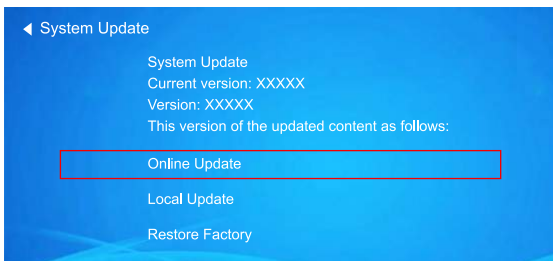 System Update
System Update
Current version: XXXXX
Version: XXXXX
This version of the updated content as follows:
Online Update
Local Update
Restore Factory